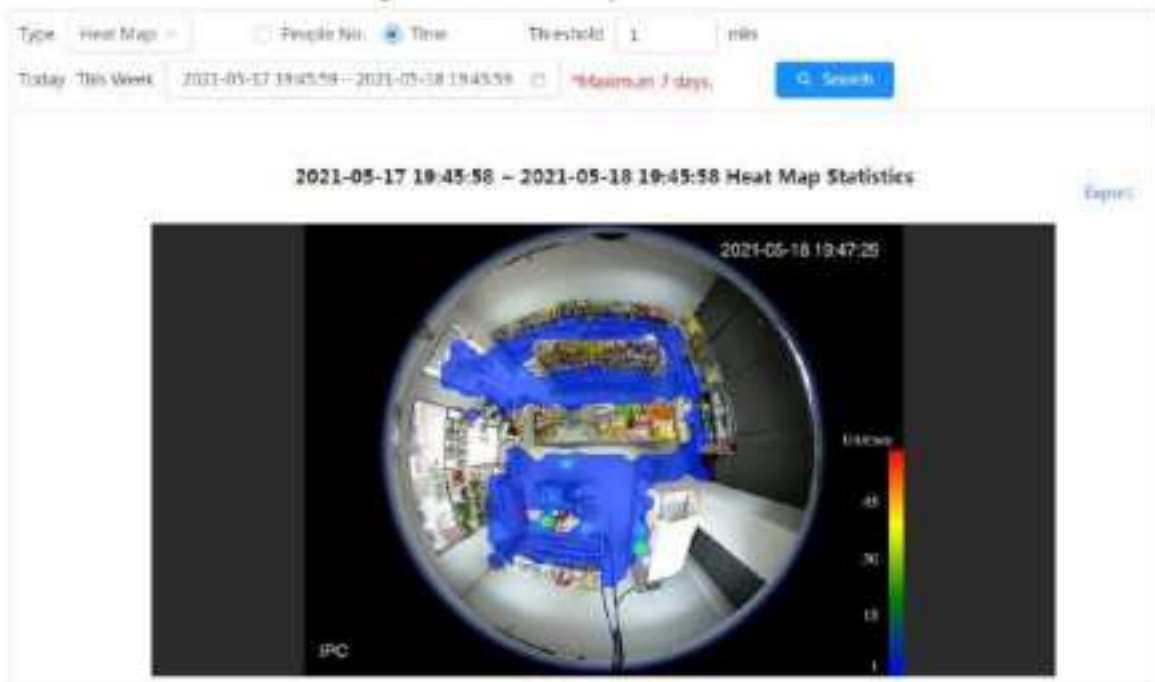 Type Heat Map People No. Time Threshold 1 min
Today This Week 2021-05-17 19:45:59 – 2021-05-18 19:45:59 *Maximum 7 days. Search
2021-05-17 19:45:58 ~ 2021-05-18 19:45:58 Heat Map Statistics
Export
2021-05-18 19:47:25
45
30
15
1
IPC